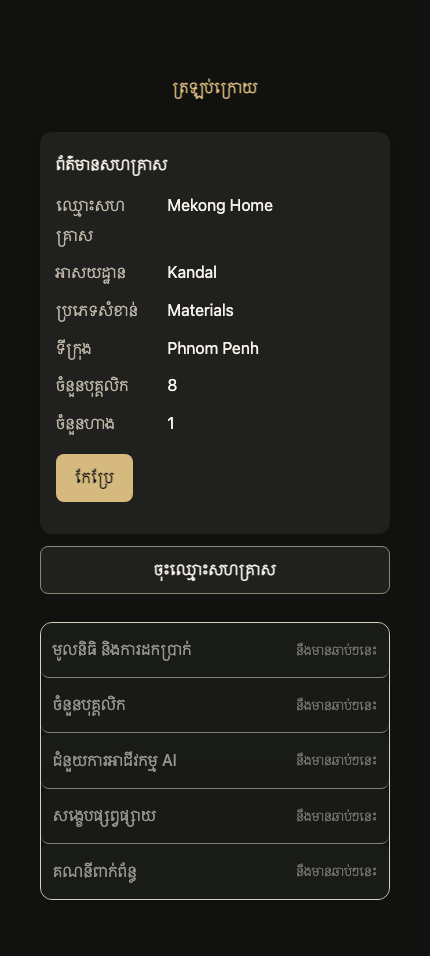 ត្រឡប់ក្រោយ
ព័ត៌មានសហគ្រាស
ឈ្មោះសហ
គ្រាស
Mekong Home
អាសយដ្ឋាន Kandal
ប្រភេទសំខាន់ Materials
ទីក្រុង Phnom Penh
ចំនួនបុគ្គលិក 8
ចំនួនហាង 1
កែប្រែ
ចុះឈ្មោះសហគ្រាស
មូលនិធិ និងការដកប្រាក់ នឹងមានឆាប់ៗនេះ
ចំនួនបុគ្គលិក នឹងមានឆាប់ៗនេះ
ជំនួយការអាជីវកម្ម AI នឹងមានឆាប់ៗនេះ
សង្ខេបផ្សព្វផ្សាយ នឹងមានឆាប់ៗនេះ
គណនីពាក់ព័ន្ធ នឹងមានឆាប់ៗនេះ